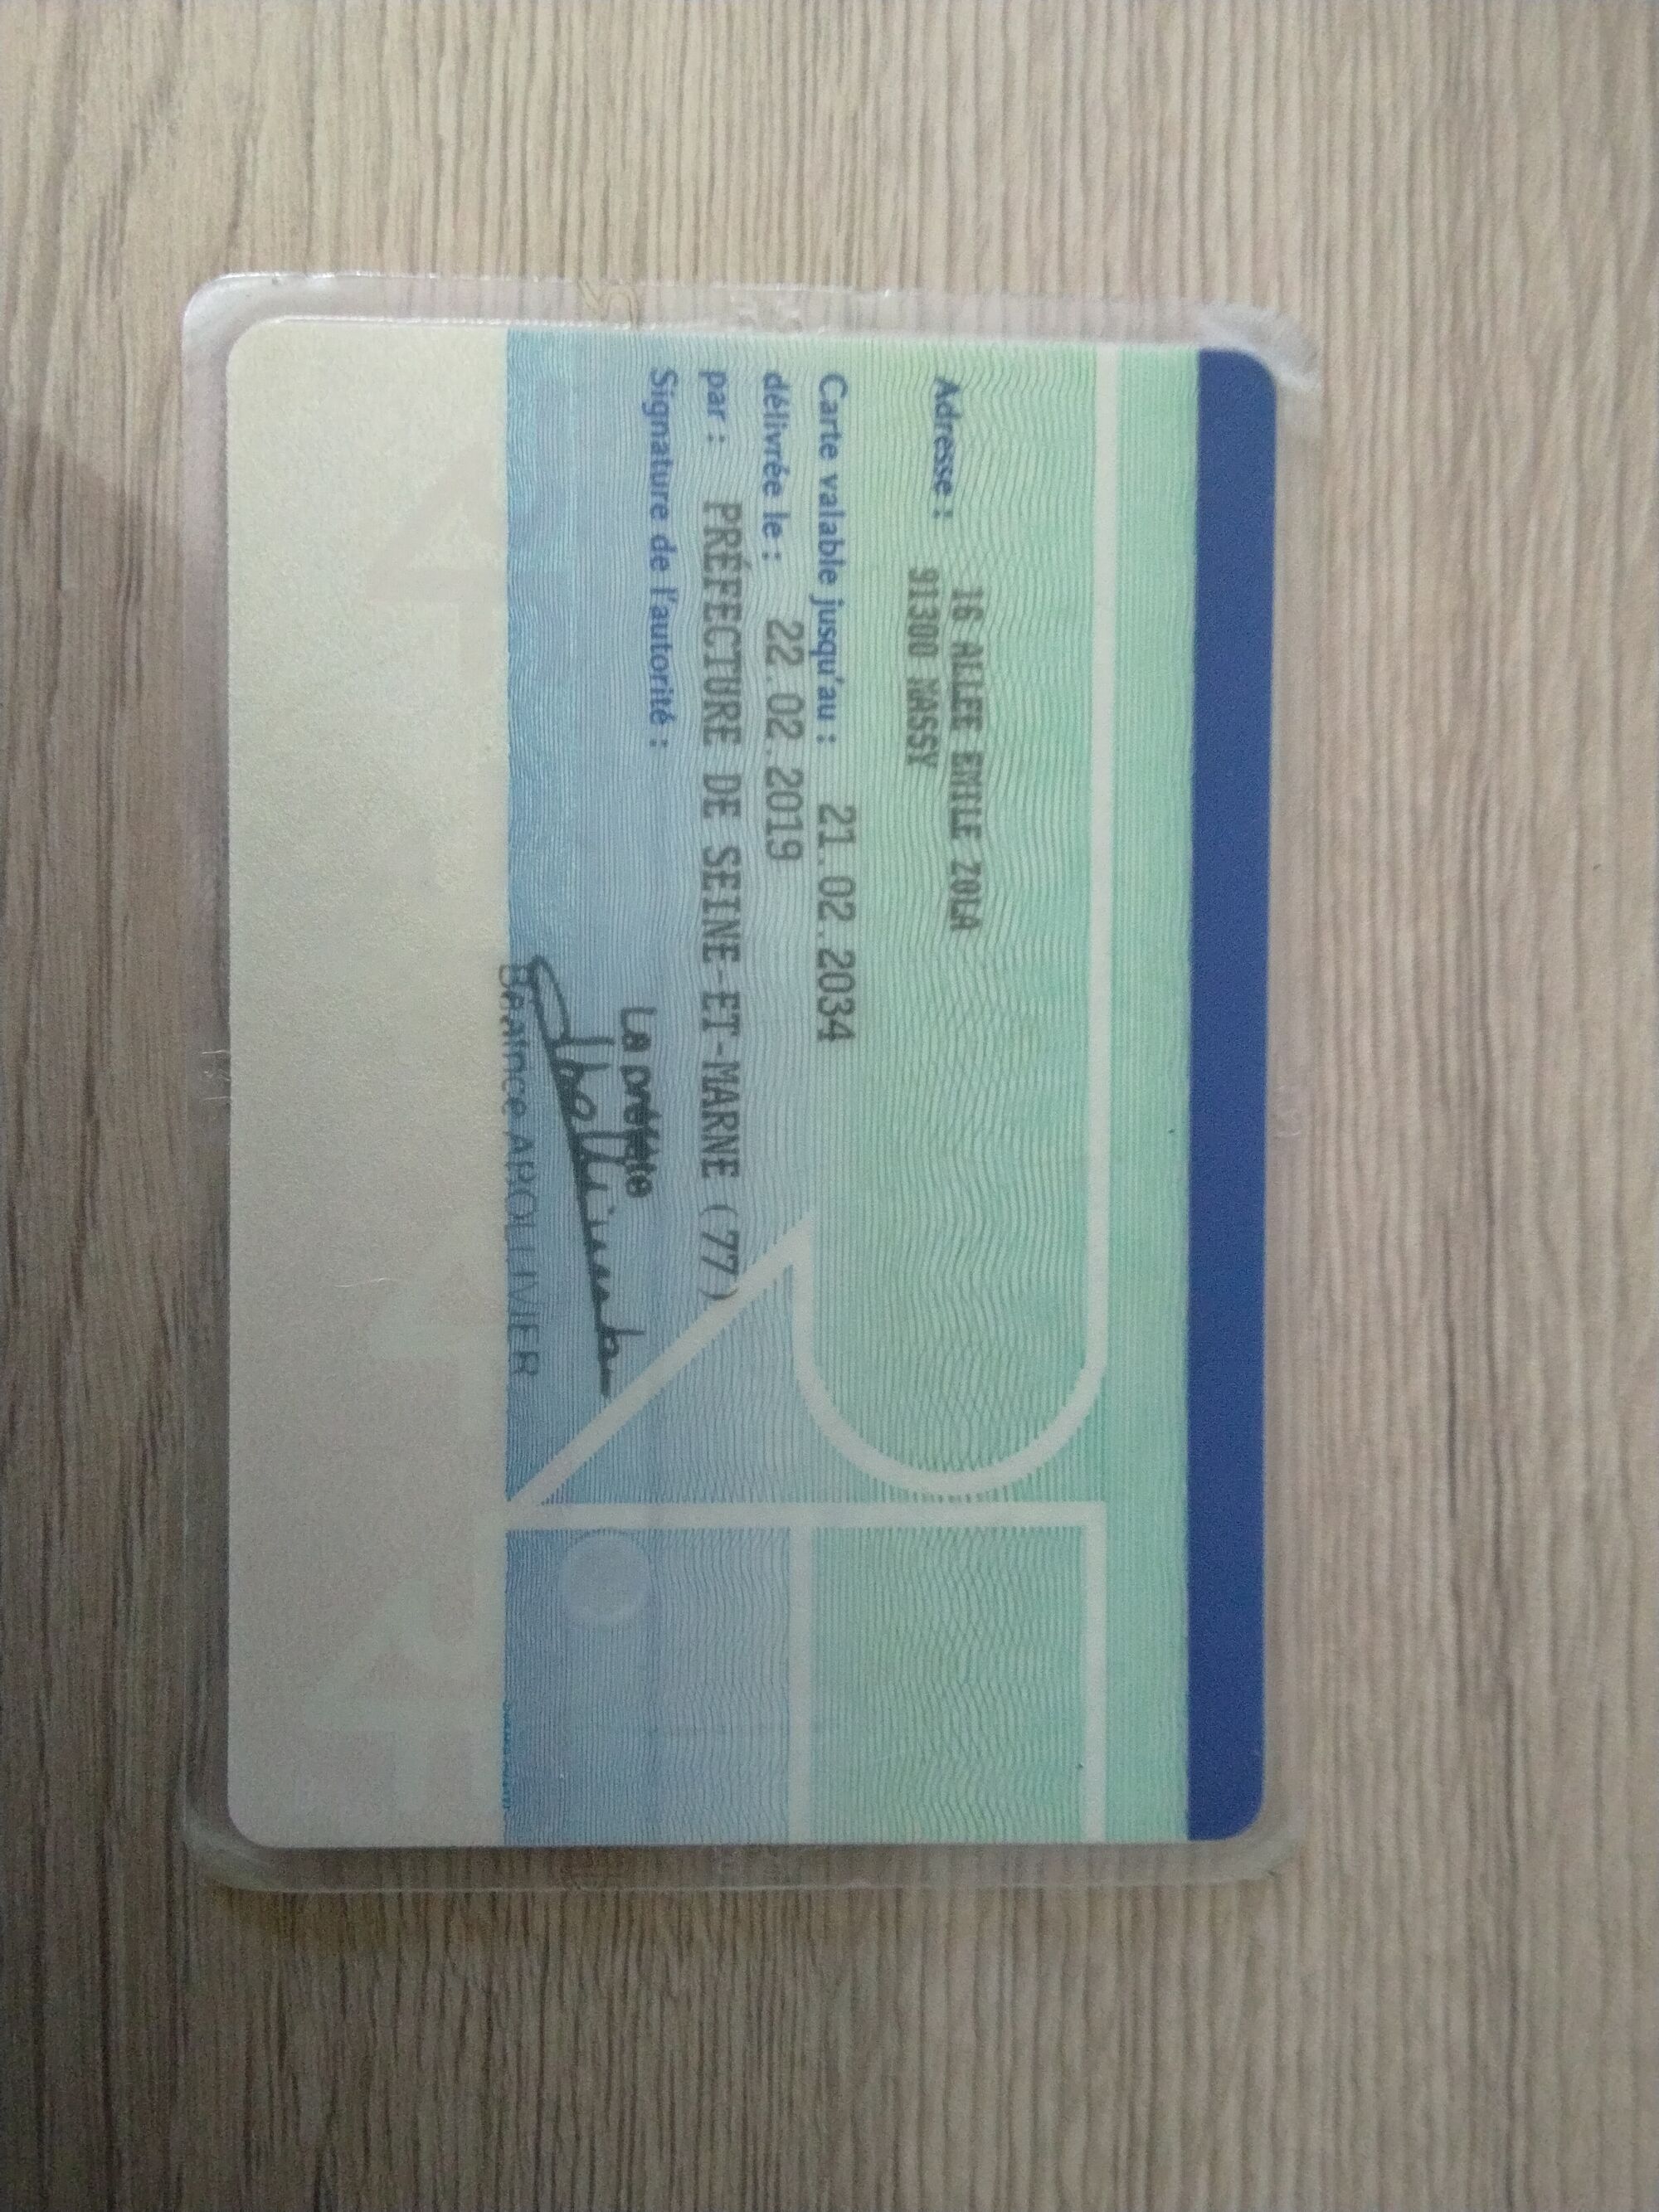 Adresse : 16 ALLEE EMILE ZOLA
91300 MASSY
Carte valable jusqu'au : 21.02.2034
délivrée le : 22.02.2019
par : PRÉFECTURE DE SEINE-ET-MARNE (77)
Signature de l'autorité :
La préfète
Béatrice ABOLLIVIER